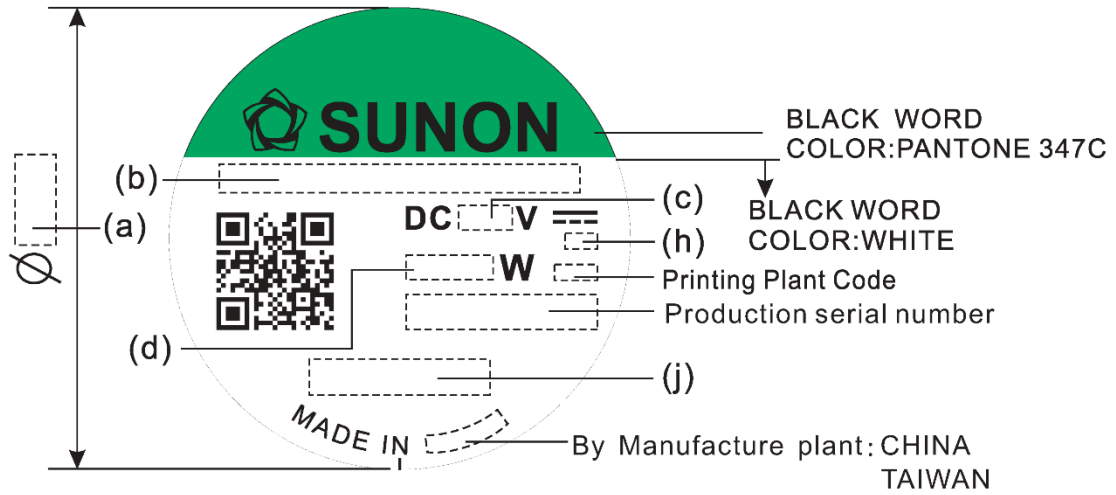 SUNON
BLACK WORD
COLOR:PANTONE 347C
(b)
(c)
DC V
BLACK WORD
COLOR:WHITE
(a)
(h)
Ø
W
Printing Plant Code
Production serial number
(d)
(j)
MADE IN
By Manufacture plant: CHINA
TAIWAN